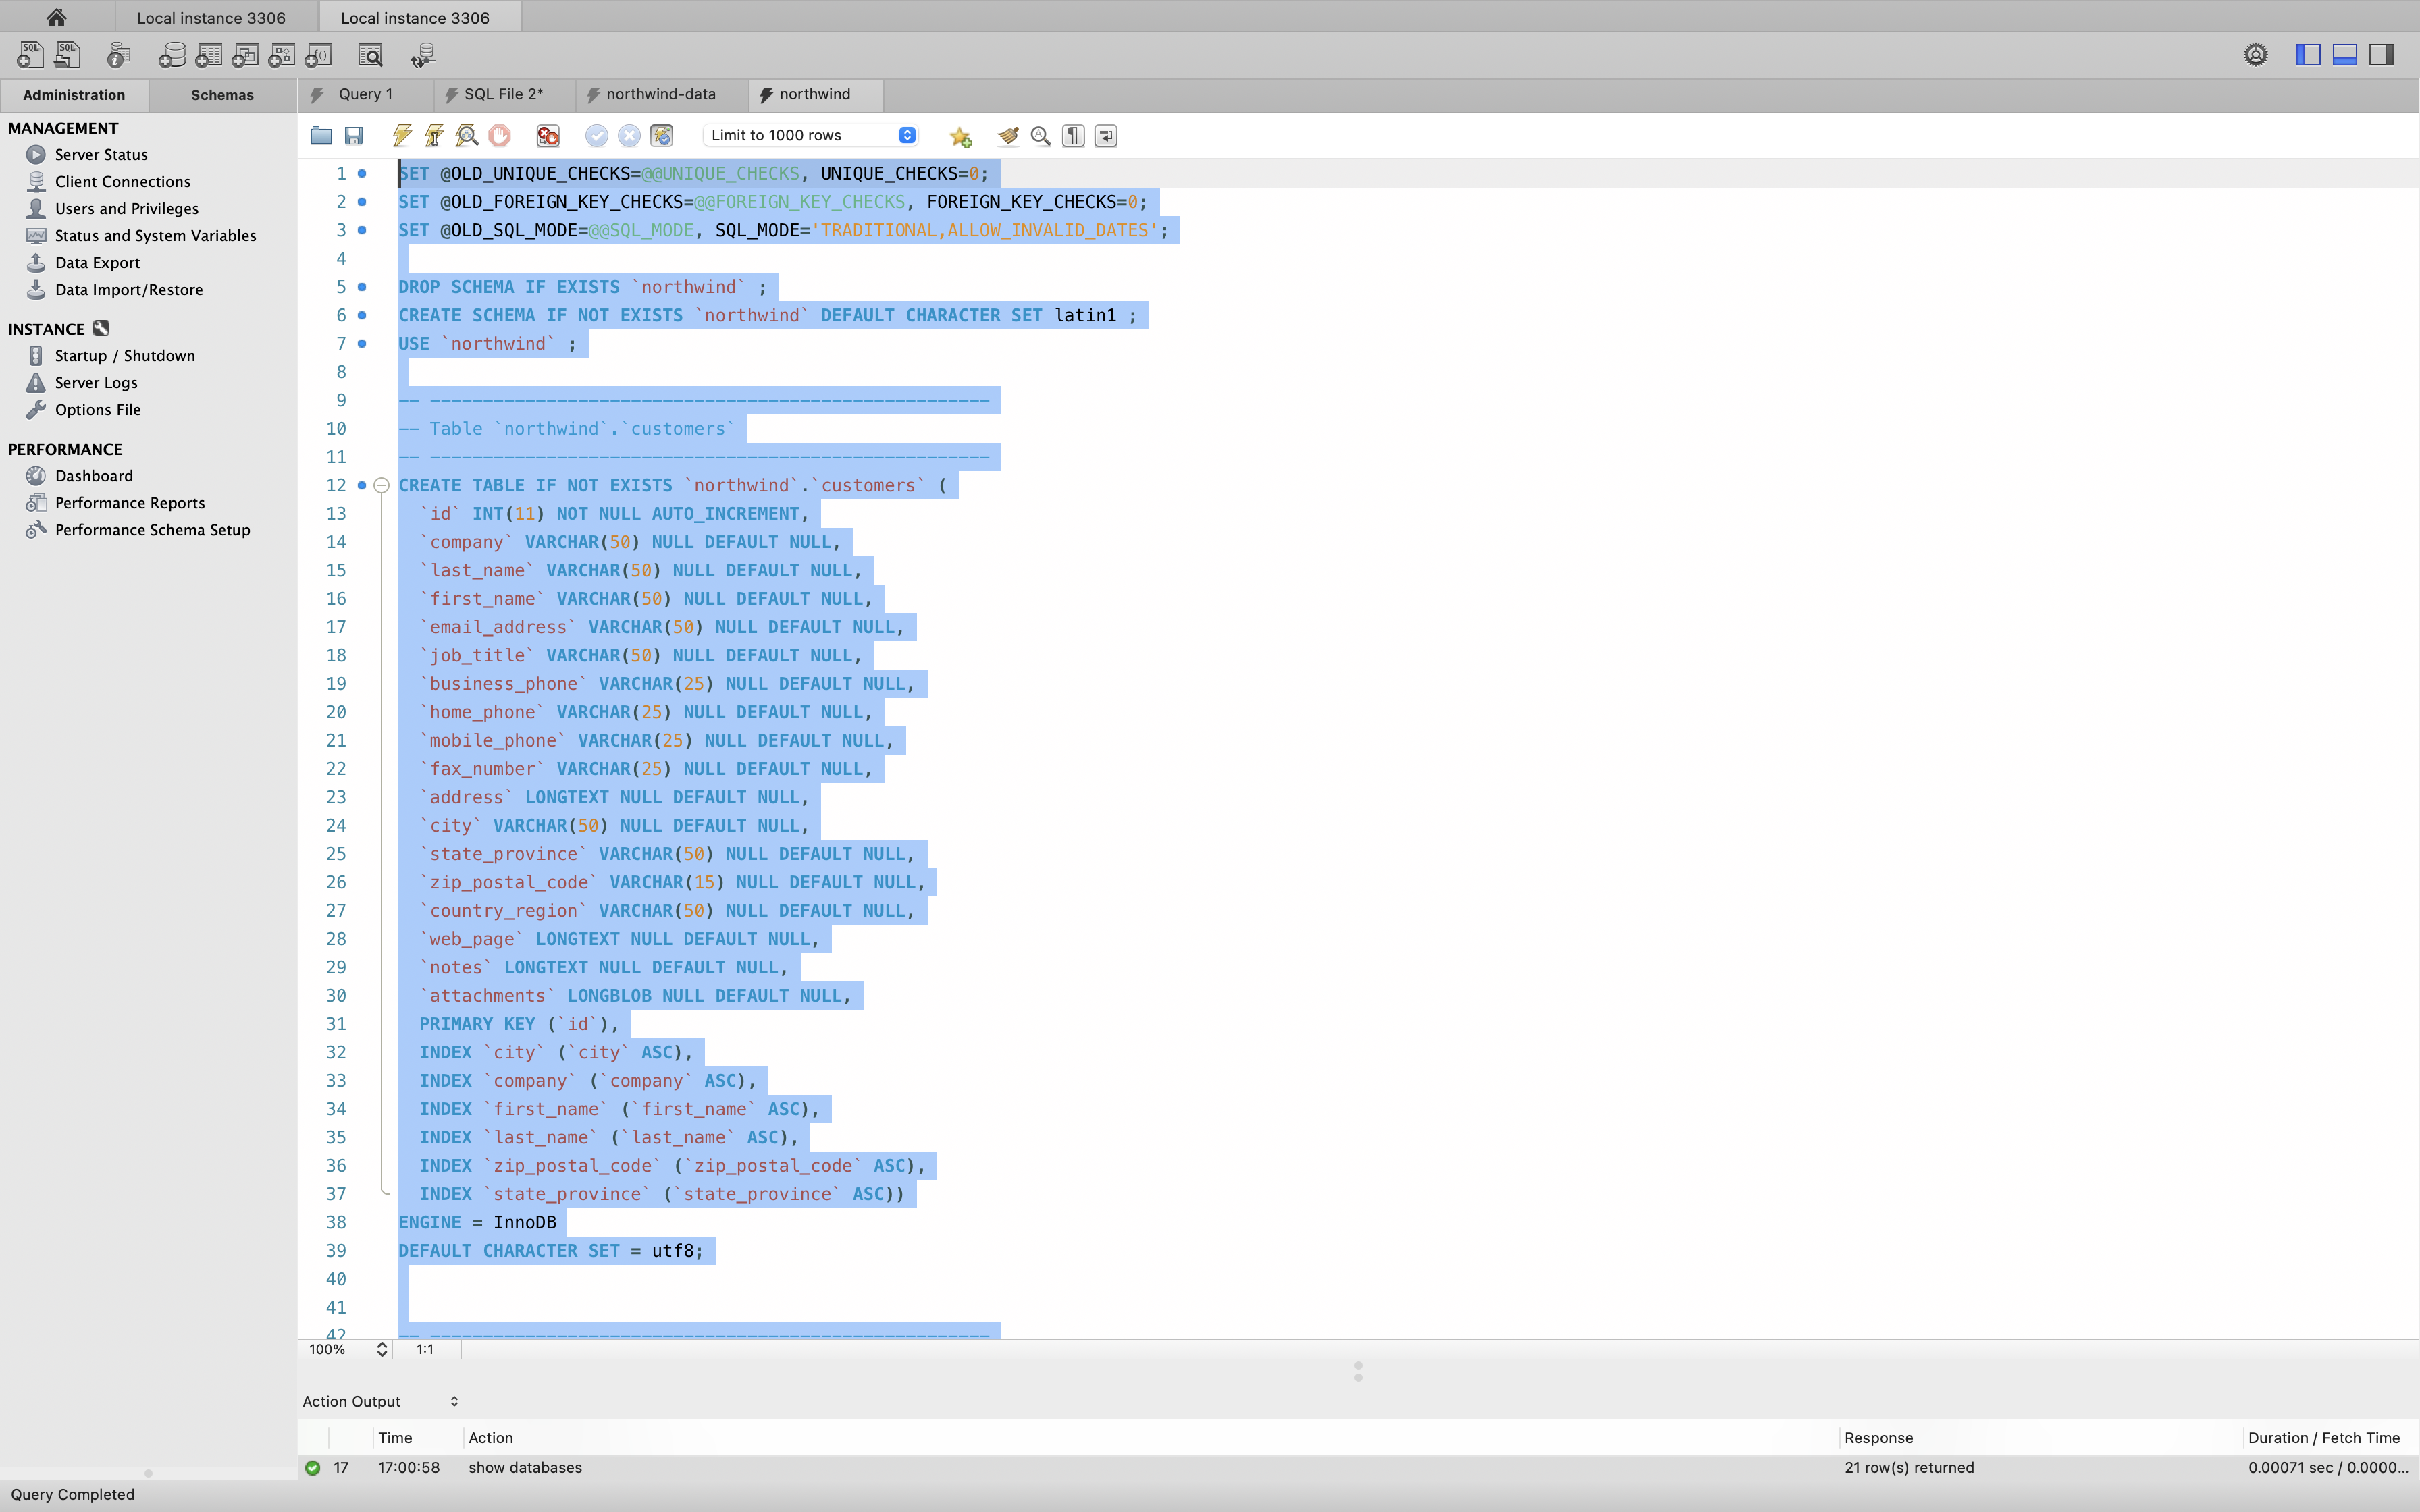 Local instance 3306
Local instance 3306
SQL
SQL
Administration
Schemas
Query 1
SQL File 2*
northwind-data
northwind
MANAGEMENT
Server Status
Client Connections
Users and Privileges
Status and System Variables
Data Export
Data Import/Restore
INSTANCE
Startup / Shutdown
Server Logs
Options File
PERFORMANCE
Dashboard
Performance Reports
Performance Schema Setup
Limit to 1000 rows
1 SET @OLD_UNIQUE_CHECKS=@@UNIQUE_CHECKS, UNIQUE_CHECKS=0;
2 SET @OLD_FOREIGN_KEY_CHECKS=@@FOREIGN_KEY_CHECKS, FOREIGN_KEY_CHECKS=0;
3 SET @OLD_SQL_MODE=@@SQL_MODE, SQL_MODE='TRADITIONAL,ALLOW_INVALID_DATES';
4
5 DROP SCHEMA IF EXISTS `northwind` ;
6 CREATE SCHEMA IF NOT EXISTS `northwind` DEFAULT CHARACTER SET latin1 ;
7 USE `northwind` ;
8
9 -- -----------------------------------------------------
10 -- Table `northwind`.`customers`
11 -- -----------------------------------------------------
12 CREATE TABLE IF NOT EXISTS `northwind`.`customers` (
13 `id` INT(11) NOT NULL AUTO_INCREMENT,
14 `company` VARCHAR(50) NULL DEFAULT NULL,
15 `last_name` VARCHAR(50) NULL DEFAULT NULL,
16 `first_name` VARCHAR(50) NULL DEFAULT NULL,
17 `email_address` VARCHAR(50) NULL DEFAULT NULL,
18 `job_title` VARCHAR(50) NULL DEFAULT NULL,
19 `business_phone` VARCHAR(25) NULL DEFAULT NULL,
20 `home_phone` VARCHAR(25) NULL DEFAULT NULL,
21 `mobile_phone` VARCHAR(25) NULL DEFAULT NULL,
22 `fax_number` VARCHAR(25) NULL DEFAULT NULL,
23 `address` LONGTEXT NULL DEFAULT NULL,
24 `city` VARCHAR(50) NULL DEFAULT NULL,
25 `state_province` VARCHAR(50) NULL DEFAULT NULL,
26 `zip_postal_code` VARCHAR(15) NULL DEFAULT NULL,
27 `country_region` VARCHAR(50) NULL DEFAULT NULL,
28 `web_page` LONGTEXT NULL DEFAULT NULL,
29 `notes` LONGTEXT NULL DEFAULT NULL,
30 `attachments` LONGBLOB NULL DEFAULT NULL,
31 PRIMARY KEY (`id`),
32 INDEX `city` (`city` ASC),
33 INDEX `company` (`company` ASC),
34 INDEX `first_name` (`first_name` ASC),
35 INDEX `last_name` (`last_name` ASC),
36 INDEX `zip_postal_code` (`zip_postal_code` ASC),
37 INDEX `state_province` (`state_province` ASC))
38 ENGINE = InnoDB
39 DEFAULT CHARACTER SET = utf8;
40
41
42 -- -----------------------------------------------------
100% 1:1
Action Output
Time Action Response Duration / Fetch Time
17 17:00:58 show databases 21 row(s) returned 0.00071 sec / 0.0000...
Query Completed